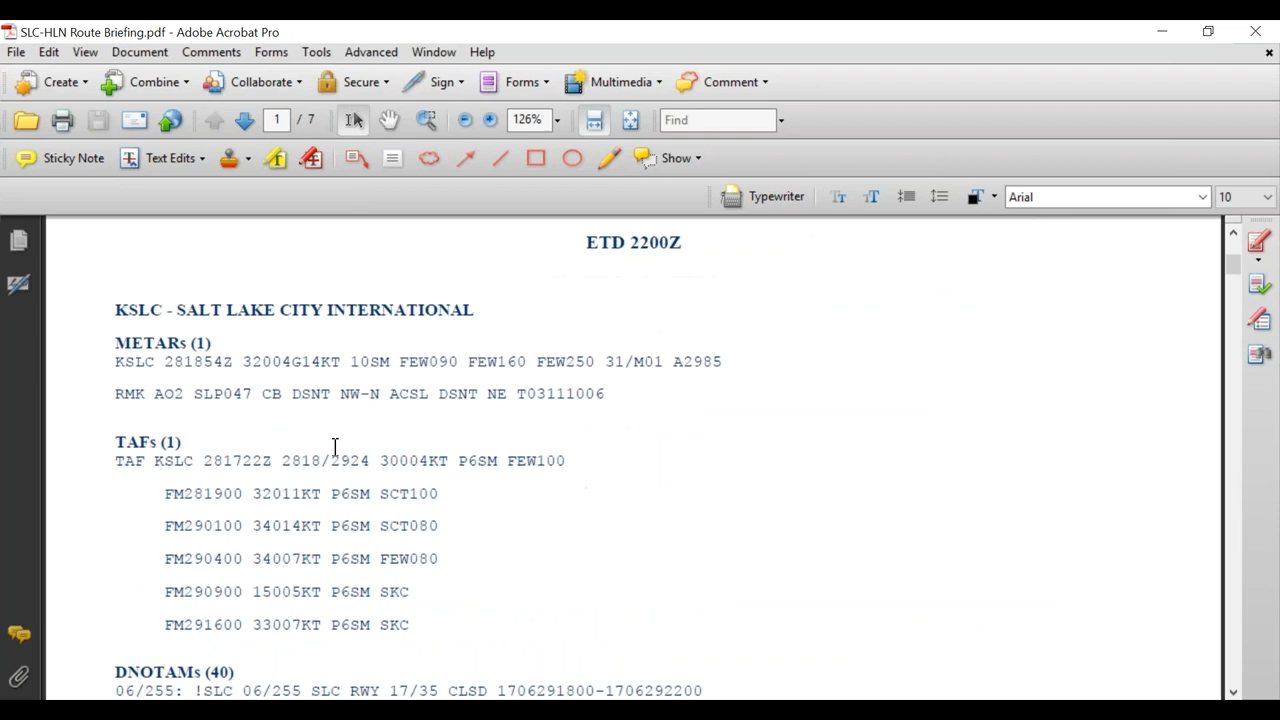 SLC-HLN Route Briefing.pdf - Adobe Acrobat Pro
File Edit View Document Comments Forms Tools Advanced Window Help
Create Combine Collaborate Secure Sign Forms Multimedia Comment
1 / 7 126% Find
Sticky Note Text Edits Show
Typewriter Arial 10
ETD 2200Z
KSLC - SALT LAKE CITY INTERNATIONAL
METARs (1)
KSLC 281854Z 32004G14KT 10SM FEW090 FEW160 FEW250 31/M01 A2985
RMK AO2 SLP047 CB DSNT NW-N ACSL DSNT NE T03111006
TAFs (1)
TAF KSLC 281722Z 2818/2924 30004KT P6SM FEW100
FM281900 32011KT P6SM SCT100
FM290100 34014KT P6SM SCT080
FM290400 34007KT P6SM FEW080
FM290900 15005KT P6SM SKC
FM291600 33007KT P6SM SKC
DNOTAMs (40)
06/255: !SLC 06/255 SLC RWY 17/35 CLSD 1706291800-1706292200